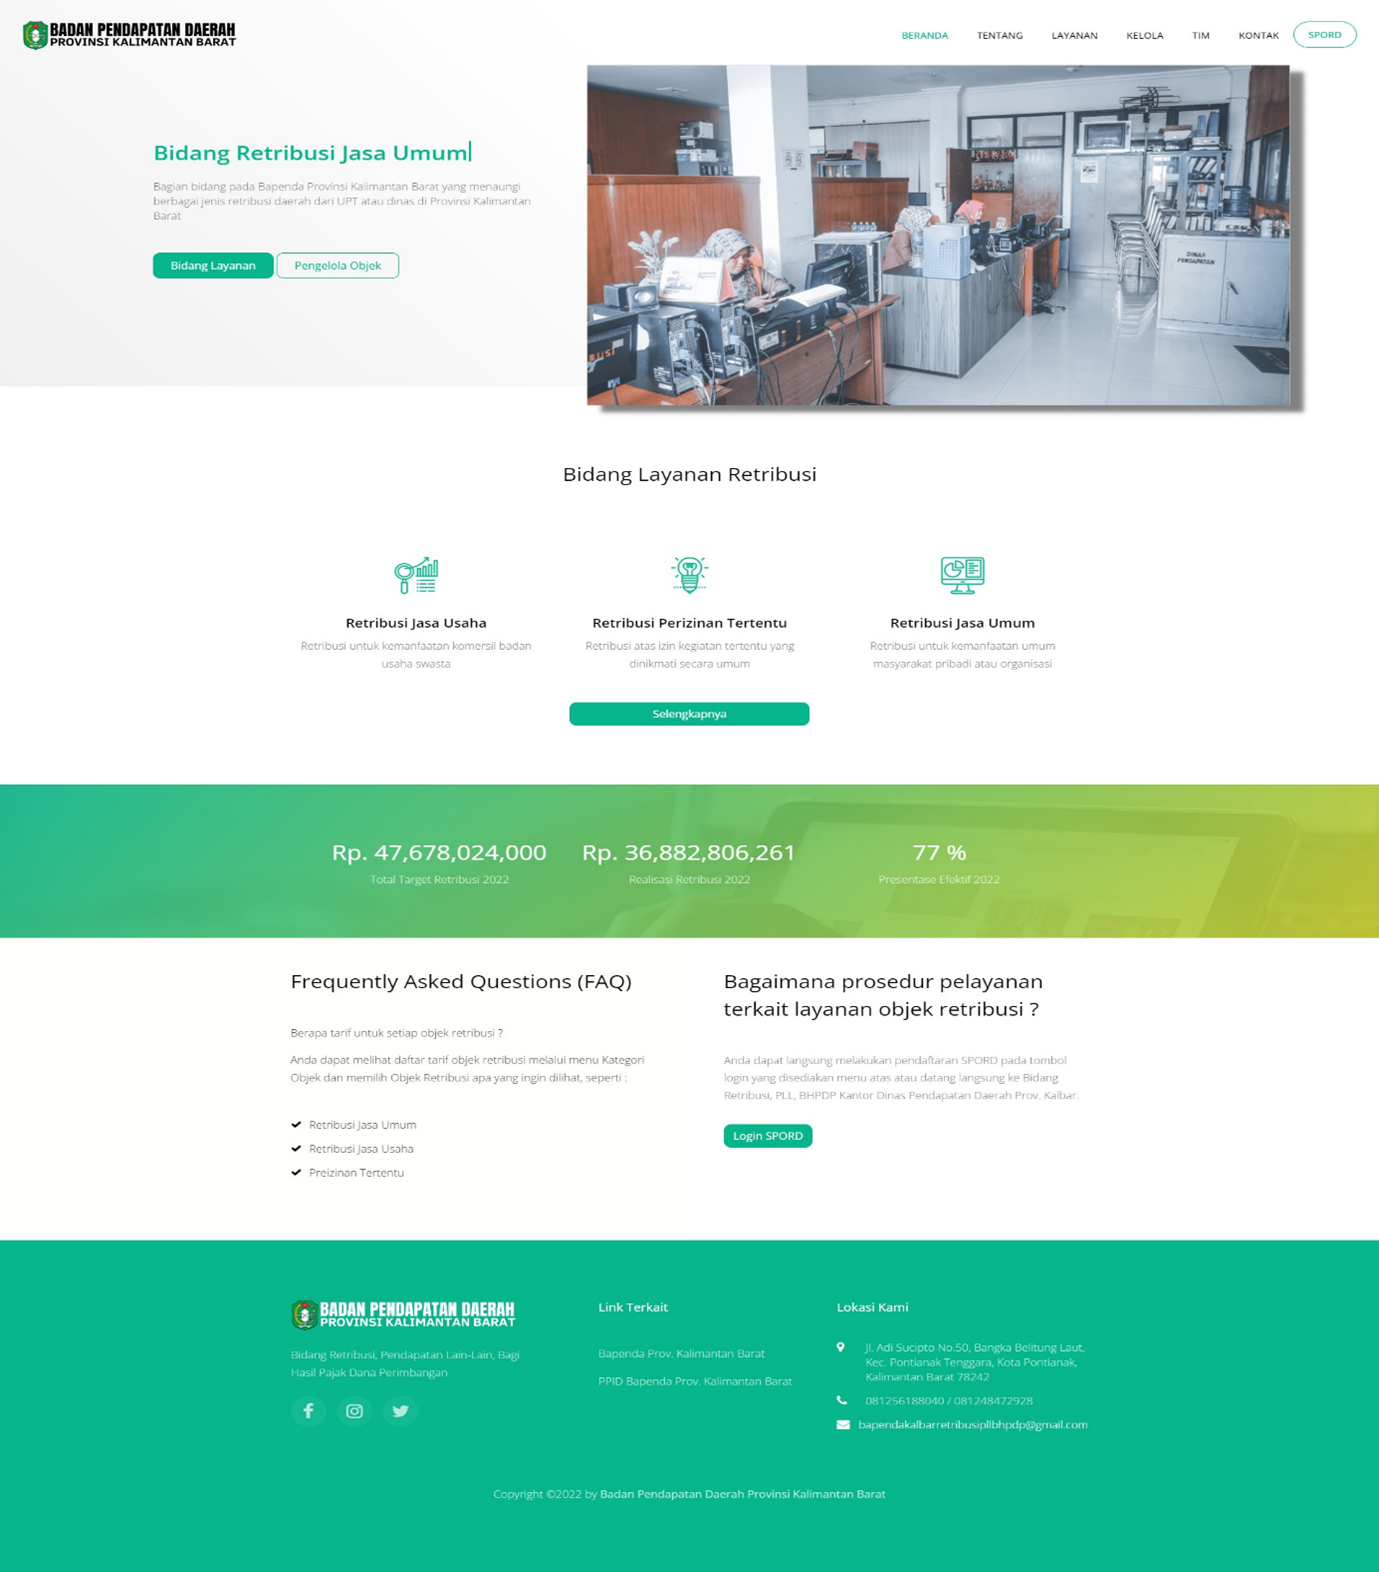 BADAN PENDAPATAN DAERAH
PROVINSI KALIMANTAN BARAT
BERANDA
TENTANG
LAYANAN
KELOLA
TIM
KONTAK
SPORD
Bidang Retribusi Jasa Umum
Bagian bidang pada Bapenda Provinsi Kalimantan Barat yang menaungi
berbagai jenis retribusi daerah dari UPT atau dinas di Provinsi Kalimantan
Barat
Bidang Layanan
Pengelola Objek
DINAS
PENDAPATAN
Bidang Layanan Retribusi
Retribusi Jasa Usaha
Retribusi untuk kemanfaatan komersil badan
usaha swasta
Retribusi Perizinan Tertentu
Retribusi atas izin kegiatan tertentu yang
dinikmati secara umum
Retribusi Jasa Umum
Retribusi untuk kemanfaatan umum
masyarakat pribadi atau organisasi
Selengkapnya
Rp. 47,678,024,000
Total Target Retribusi 2022
Rp. 36,882,806,261
Realisasi Retribusi 2022
77 %
Presentase Efektif 2022
Frequently Asked Questions (FAQ)
Berapa tarif untuk setiap objek retribusi ?
Anda dapat melihat daftar tarif objek retribusi melalui menu Kategori
Objek dan memilih Objek Retribusi apa yang ingin dilihat, seperti :
Retribusi Jasa Umum
Retribusi Jasa Usaha
Preizinan Tertentu
Bagaimana prosedur pelayanan
terkait layanan objek retribusi ?
Anda dapat langsung melakukan pendaftaran SPORD pada tombol
login yang disediakan menu atas atau datang langsung ke Bidang
Retribusi, PLL, BHPDP Kantor Dinas Pendapatan Daerah Prov. Kalbar.
Login SPORD
BADAN PENDAPATAN DAERAH
PROVINSI KALIMANTAN BARAT
Bidang Retribusi, Pendapatan Lain-Lain, Bagi
Hasil Pajak Dana Perimbangan
Link Terkait
Bapenda Prov. Kalimantan Barat
PPID Bapenda Prov. Kalimantan Barat
Lokasi Kami
Jl. Adi Sucipto No.50, Bangka Belitung Laut,
Kec. Pontianak Tenggara, Kota Pontianak,
Kalimantan Barat 78242
081256188040 / 081248472928
bapendakalbarretribusipllbhpdp@gmail.com
Copyright ©2022 by Badan Pendapatan Daerah Provinsi Kalimantan Barat